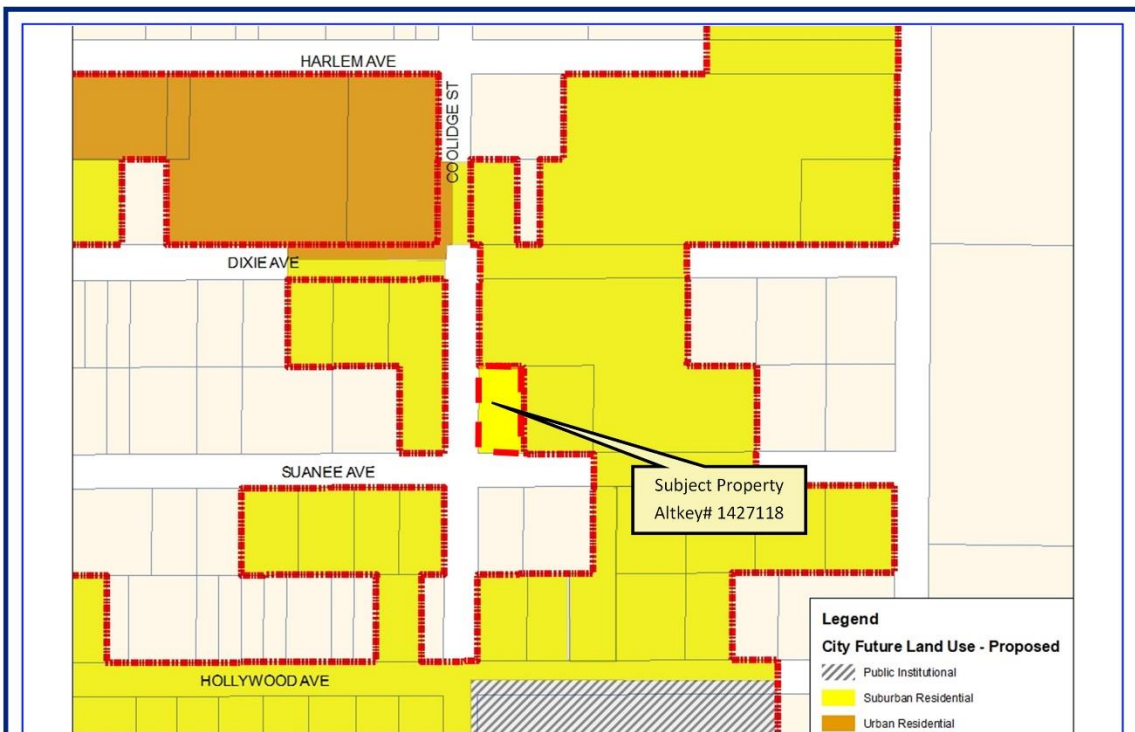 HARLEM AVE
COOLIDGE ST
DIXIE AVE
SUANEE AVE
Subject Property
Altkey# 1427118
HOLLYWOOD AVE
Legend
City Future Land Use - Proposed
Public Institutional
Suburban Residential
Urban Residential